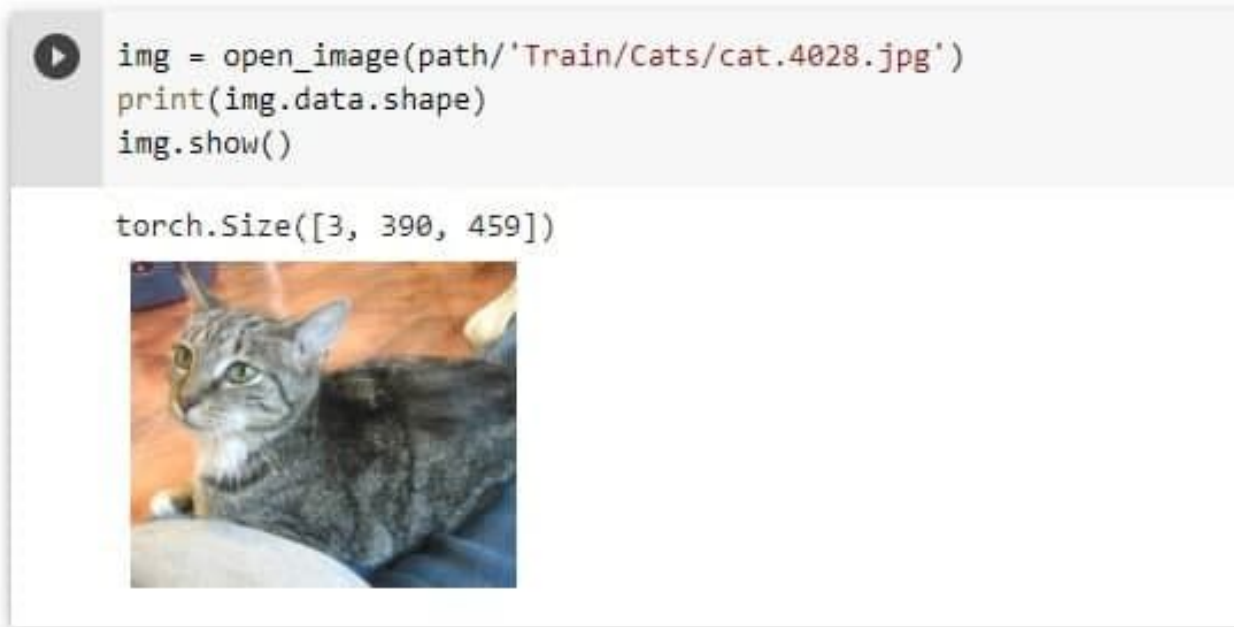 img = open_image(path/'Train/Cats/cat.4028.jpg')
print(img.data.shape)
img.show()
torch.Size([3, 390, 459])